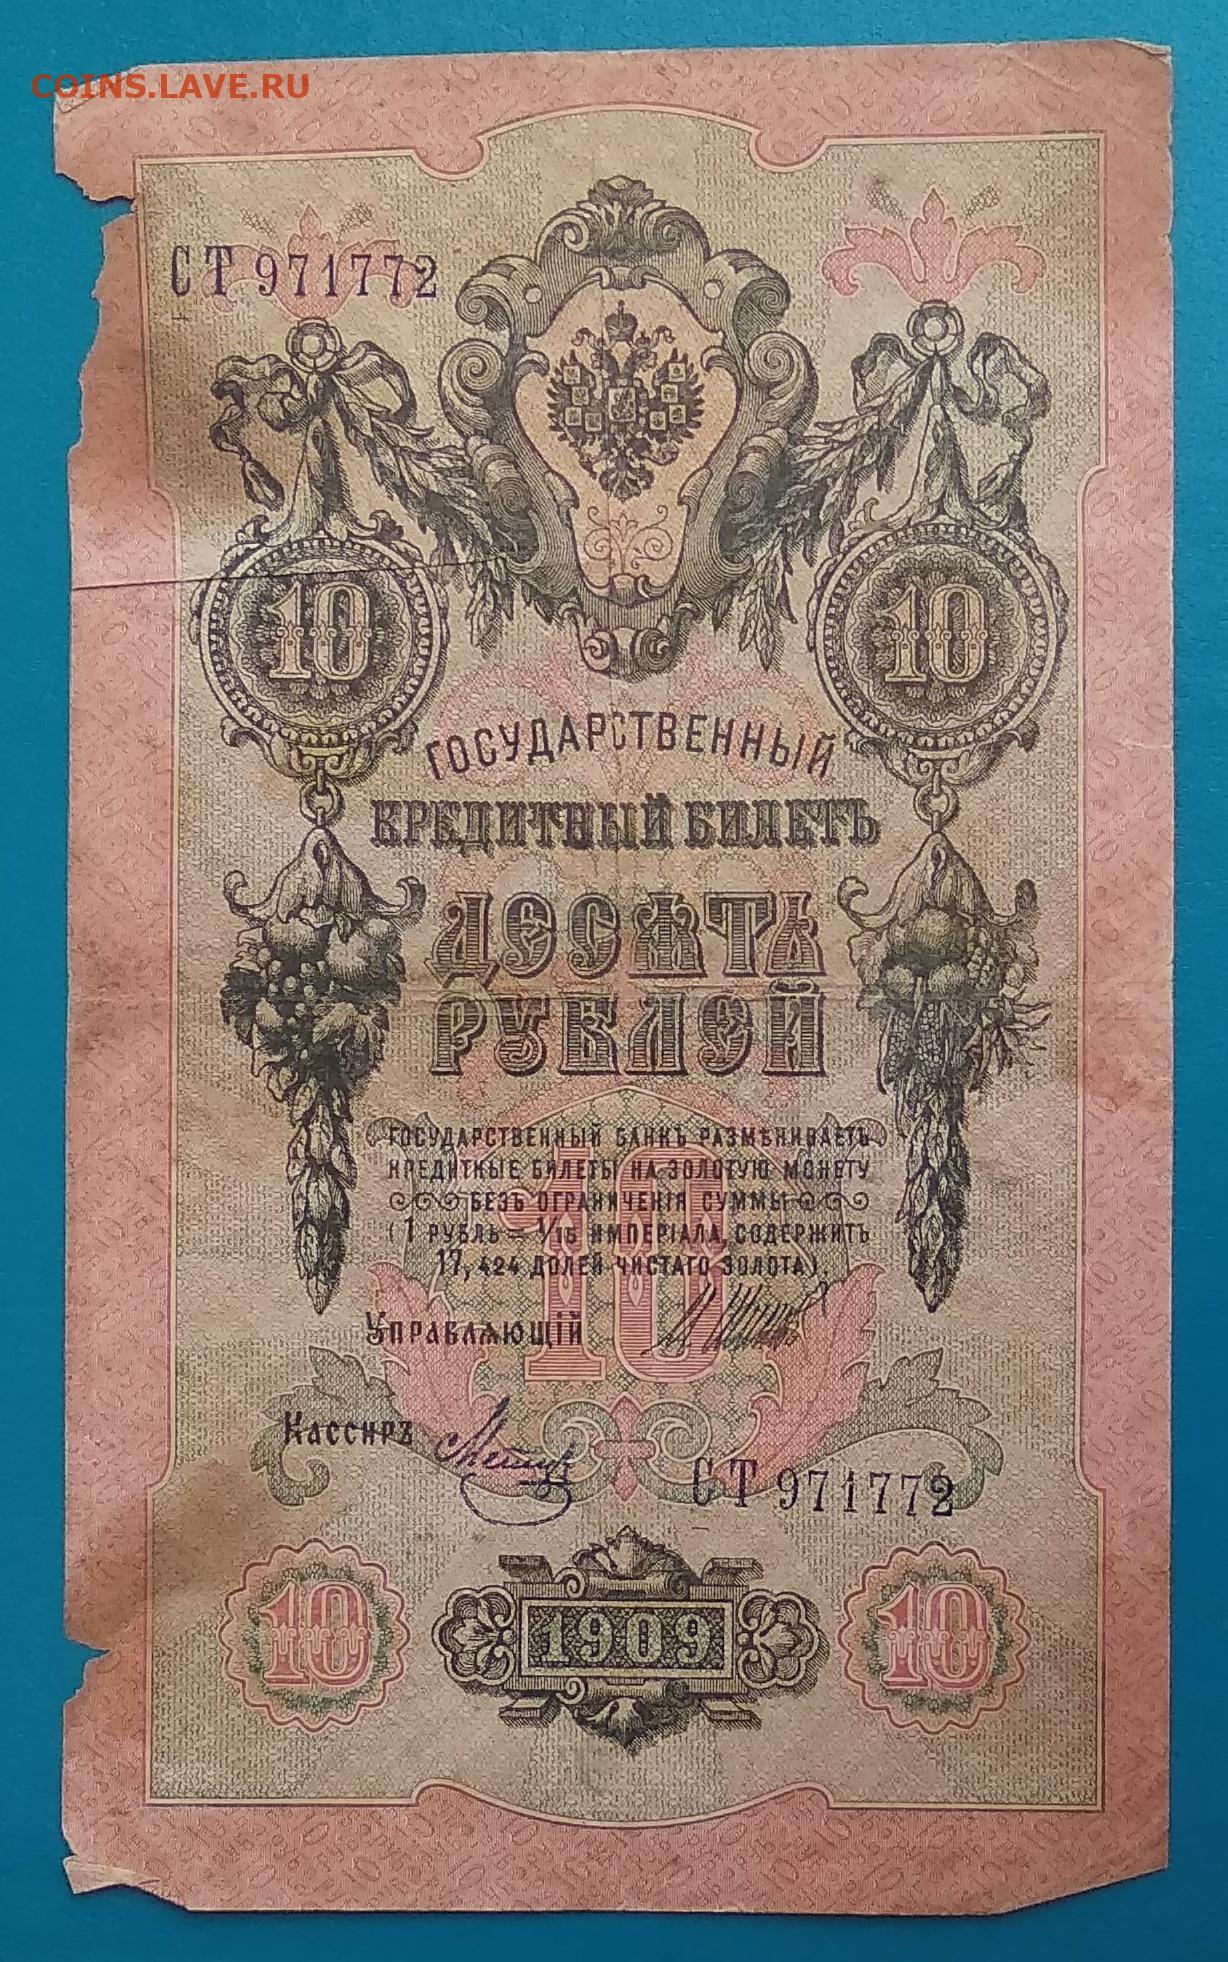 COINS.LAVE.RU
СТ 971772
10 10
ГОСУДАРСТВЕННЫЙ
КРЕДИТНЫЙ БИЛЕТЪ
ДЕСЯТЬ
РУБЛЕЙ
ГОСУДАРСТВЕННЫЙ БАНКЪ РАЗМѢНИВАЕТЪ
КРЕДИТНЫЕ БИЛЕТЫ НА ЗОЛОТУЮ МОНЕТУ
БЕЗЪ ОГРАНИЧЕНІЯ СУММЫ
(1 РУБЛЬ = 1/15 ИМПЕРІАЛА, СОДЕРЖИТЪ
17,424 ДОЛЕЙ ЧИСТАГО ЗОЛОТА).
10
УПРАВЛЯЮЩІЙ
КАССИРЪ
СТ 971772
10 1909 10